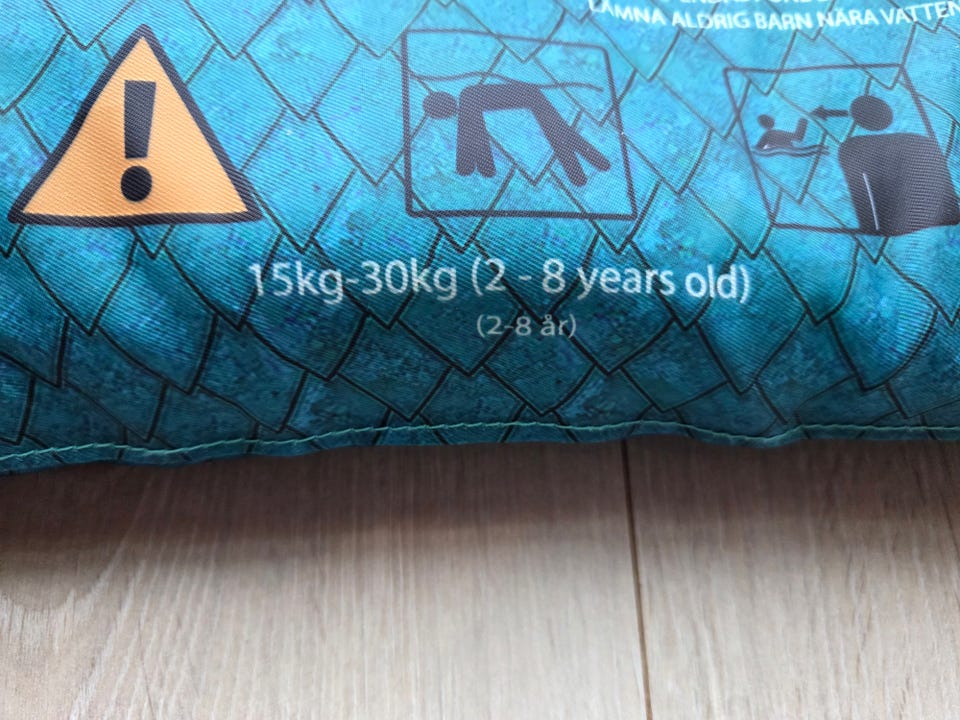 LÄMNA ALDRIG BARN NÄRA VATTEN
!
15kg-30kg (2 - 8 years old)
(2-8 år)